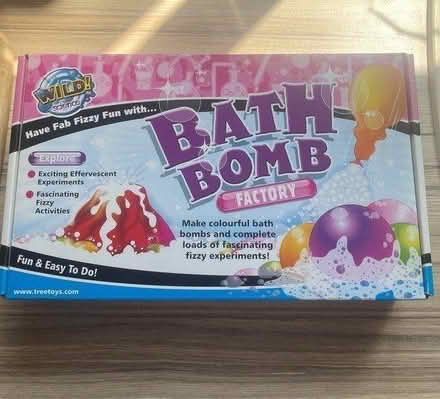 WILD!
SCIENCE
Have Fab Fizzy Fun with...
BATH
BOMB
FACTORY
Explore
Exciting Effervescent
Experiments
Fascinating
Fizzy
Activities
Make colourful bath
bombs and complete
loads of fascinating
fizzy experiments!
Fun & Easy To Do!
www.treetoys.com